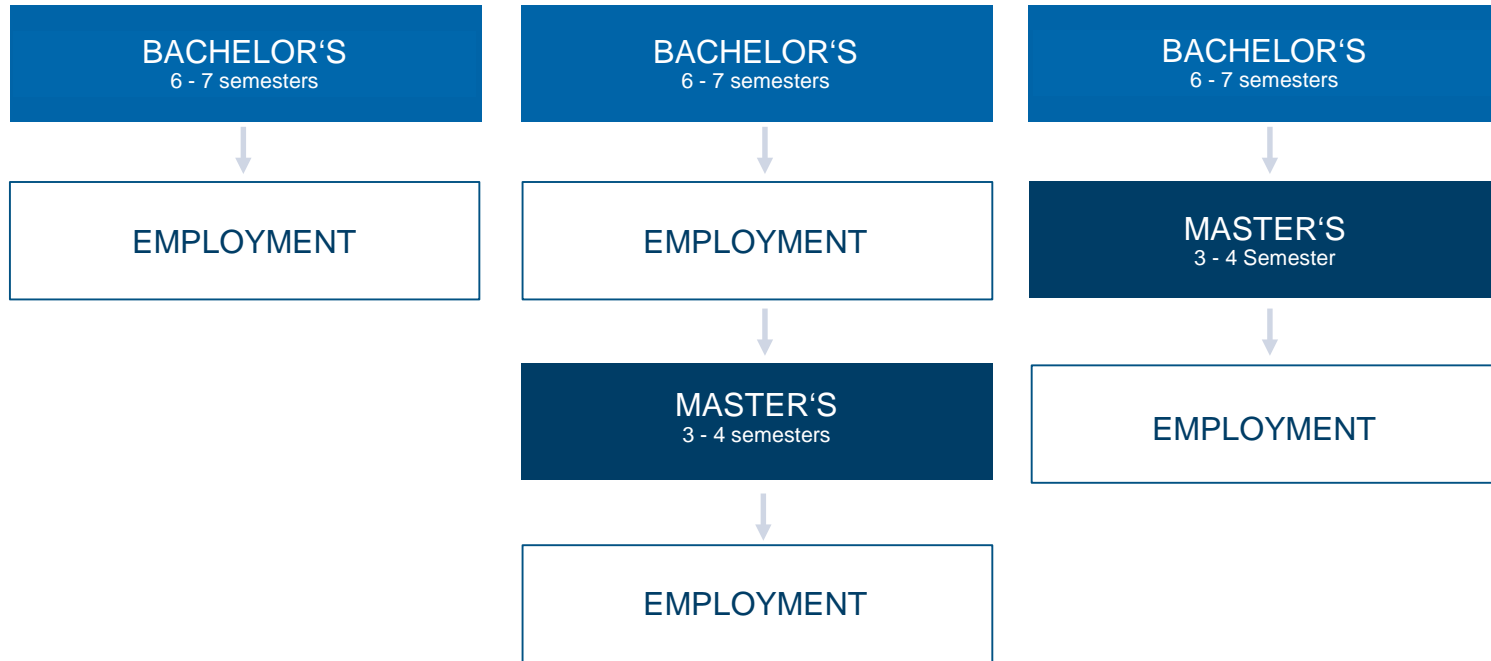 BACHELOR‘S
6 - 7 semesters
EMPLOYMENT
BACHELOR‘S
6 - 7 semesters
EMPLOYMENT
MASTER‘S
3 - 4 semesters
EMPLOYMENT
BACHELOR‘S
6 - 7 semesters
MASTER‘S
3 - 4 Semester
EMPLOYMENT